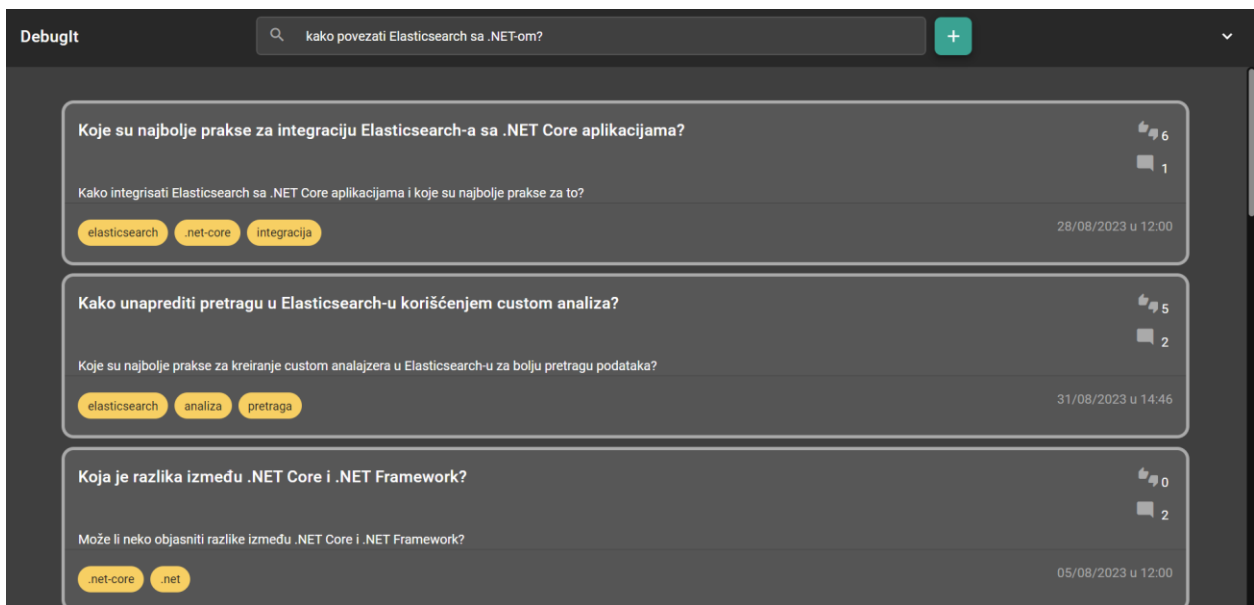 DebugIt
kako povezati Elasticsearch sa .NET-om?
+
Koje su najbolje prakse za integraciju Elasticsearch-a sa .NET Core aplikacijama?
6
1
Kako integrisati Elasticsearch sa .NET Core aplikacijama i koje su najbolje prakse za to?
elasticsearch .net-core integracija 28/08/2023 u 12:00
Kako unaprediti pretragu u Elasticsearch-u korišćenjem custom analiza?
5
2
Koje su najbolje prakse za kreiranje custom analajzera u Elasticsearch-u za bolju pretragu podataka?
elasticsearch analiza pretraga 31/08/2023 u 14:46
Koja je razlika između .NET Core i .NET Framework?
0
2
Može li neko objasniti razlike između .NET Core i .NET Framework?
.net-core .net 05/08/2023 u 12:00